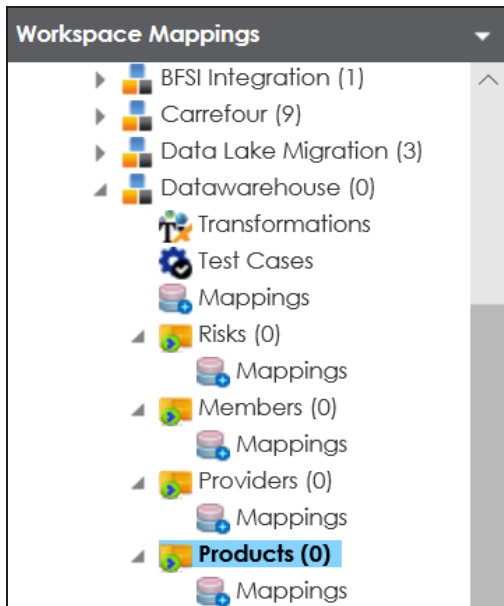 Workspace Mappings
BFSI Integration (1)
Carrefour (9)
Data Lake Migration (3)
Datawarehouse (0)
Transformations
Test Cases
Mappings
Risks (0)
Mappings
Members (0)
Mappings
Providers (0)
Mappings
Products (0)
Mappings